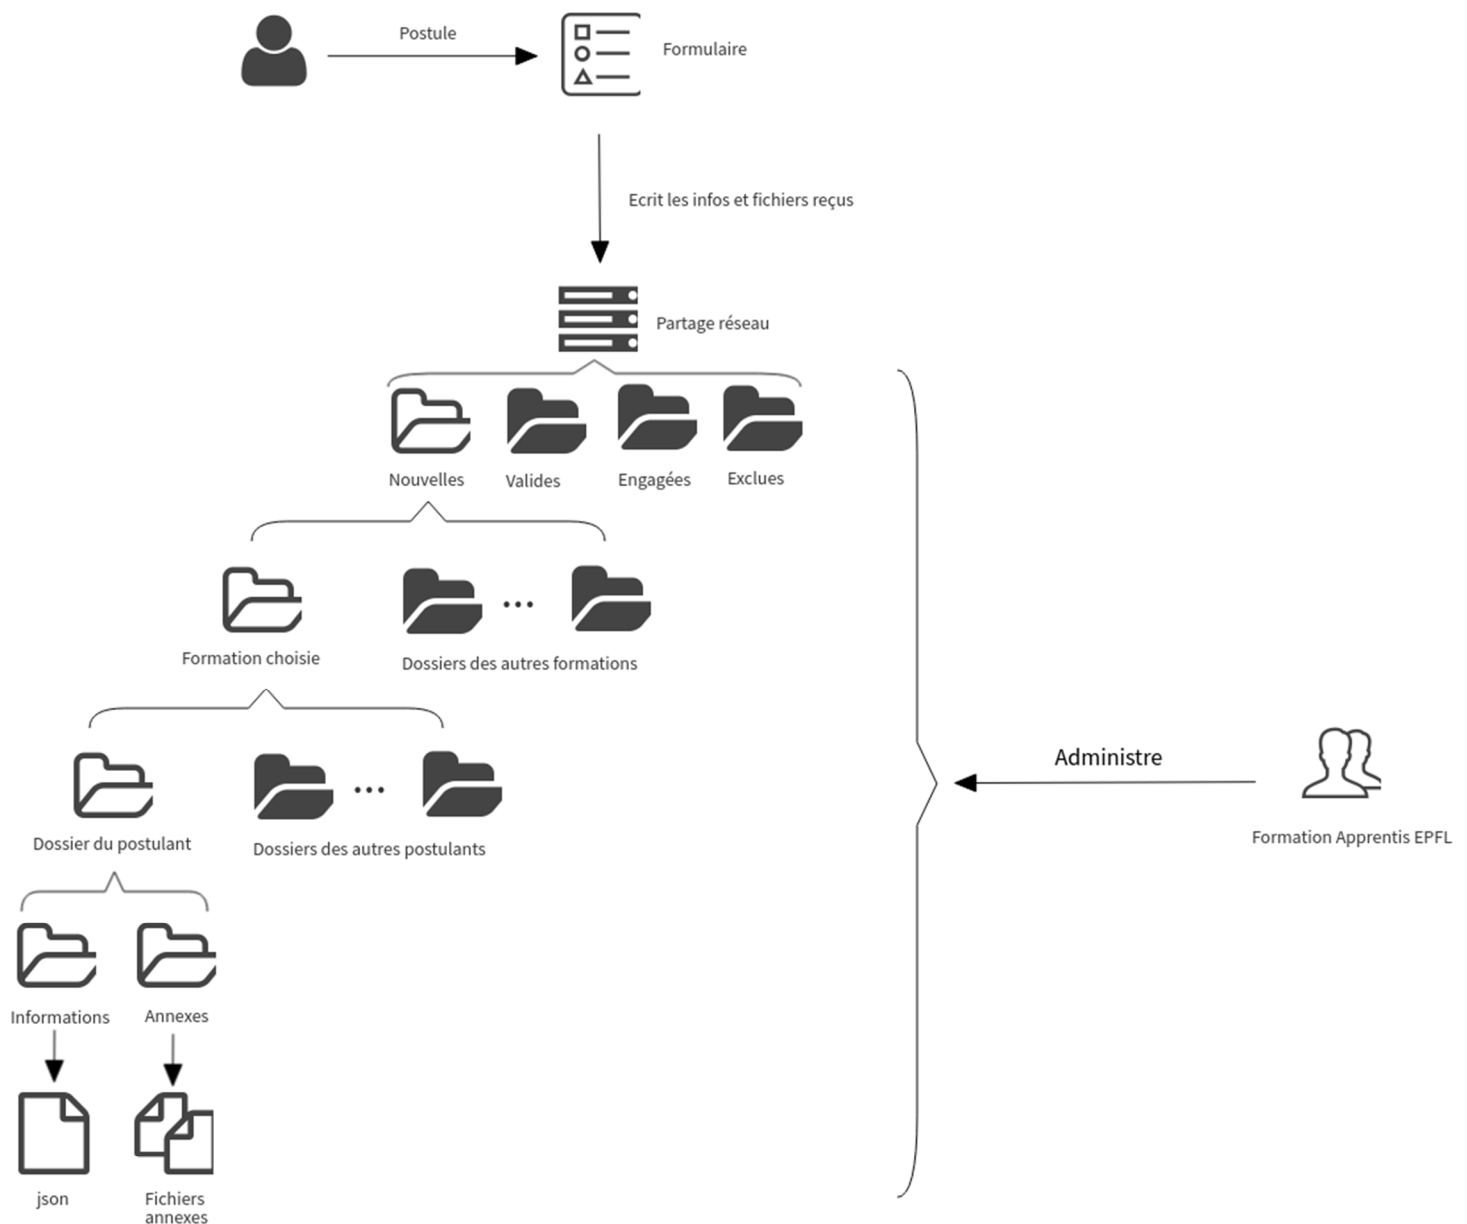 Postule
Formulaire
Ecrit les infos et fichiers reçus
Partage réseau
Nouvelles
Valides
Engagées
Exclues
Formation choisie
Dossiers des autres formations
Administre
Formation Apprentis EPFL
Dossier du postulant
Dossiers des autres postulants
Informations
Annexes
json
Fichiers
annexes